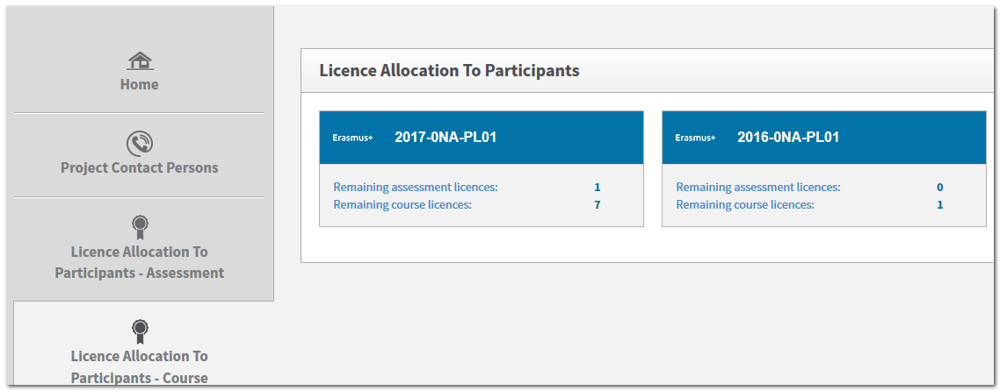 Home
Project Contact Persons
Licence Allocation To
Participants - Assessment
Licence Allocation To
Participants - Course
Licence Allocation To Participants
Erasmus+ 2017-0NA-PL01
Remaining assessment licences: 1
Remaining course licences: 7
Erasmus+ 2016-0NA-PL01
Remaining assessment licences: 0
Remaining course licences: 1